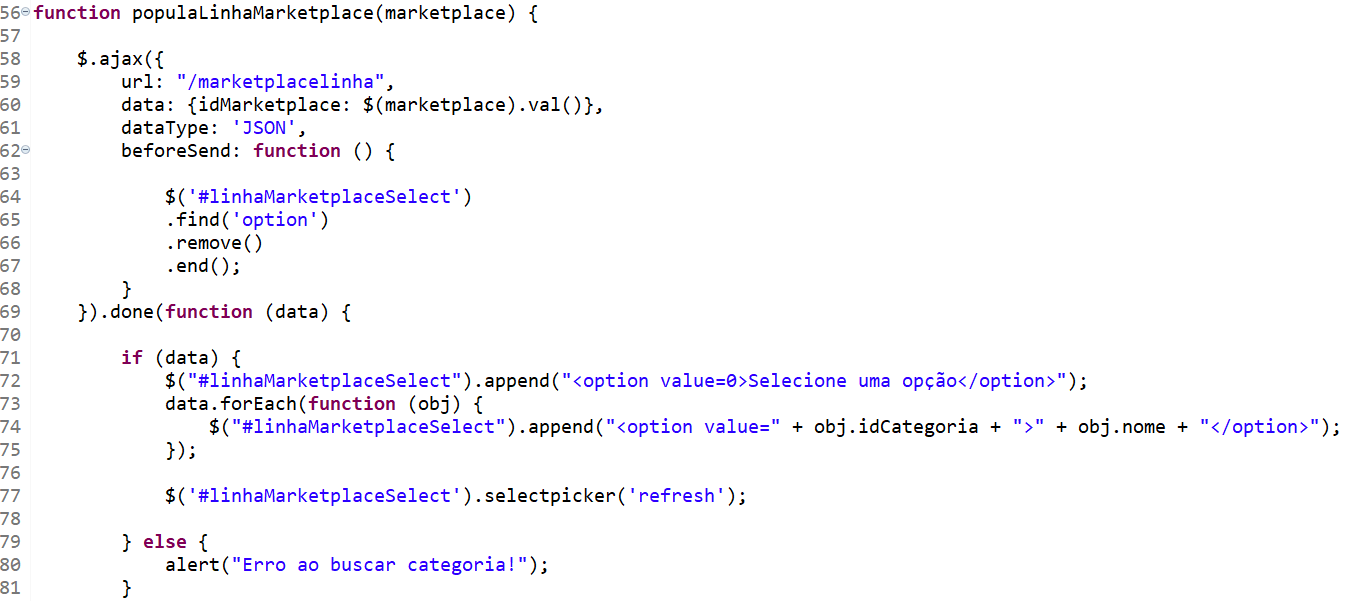 56 function populaLinhaMarketplace(marketplace) {
57
58     $.ajax({
59         url: "/marketplacelinha",
60         data: {idMarketplace: $(marketplace).val()},
61         dataType: 'JSON',
62         beforeSend: function () {
63
64             $('#linhaMarketplaceSelect')
65             .find('option')
66             .remove()
67             .end();
68         }
69     }).done(function (data) {
70
71         if (data) {
72             $("#linhaMarketplaceSelect").append("<option value=0>Selecione uma opção</option>");
73             data.forEach(function (obj) {
74                 $("#linhaMarketplaceSelect").append("<option value=" + obj.idCategoria + ">" + obj.nome + "</option>");
75             });
76
77             $('#linhaMarketplaceSelect').selectpicker('refresh');
78
79         } else {
80             alert("Erro ao buscar categoria!");
81         }